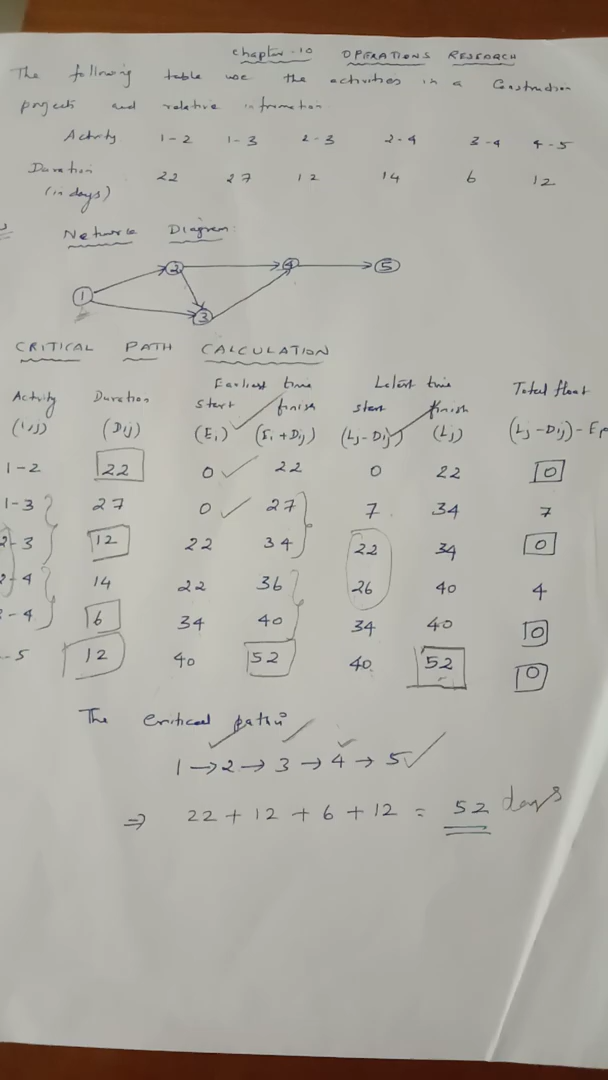 chapter-10 OPERATIONS RESEARCH
The following table use the activities in a Construction
projects and relative information.
Activity 1-2 1-3 2-3 2-4 3-4 4-5
Duration 22 27 12 14 6 12
(in days)
Network Diagram:
2 4 5
1
3
CRITICAL PATH CALCULATION
Earliest time Latest time
Activity Duration start finish start finish Total float
(i,j) (Dij) (Ei) (Ei + Dij) (Lj-Dij) (Lj) (Lj-Dij)-Ei
1-2 22 0 22 0 22 0
1-3 27 0 27 7 34 7
2-3 12 22 34 22 34 0
2-4 14 22 36 26 40 4
-4 6 34 40 34 40 0
-5 12 40 52 40 52 0
The critical path:
1 → 2 → 3 → 4 → 5
⇒ 22 + 12 + 6 + 12 = 52 days